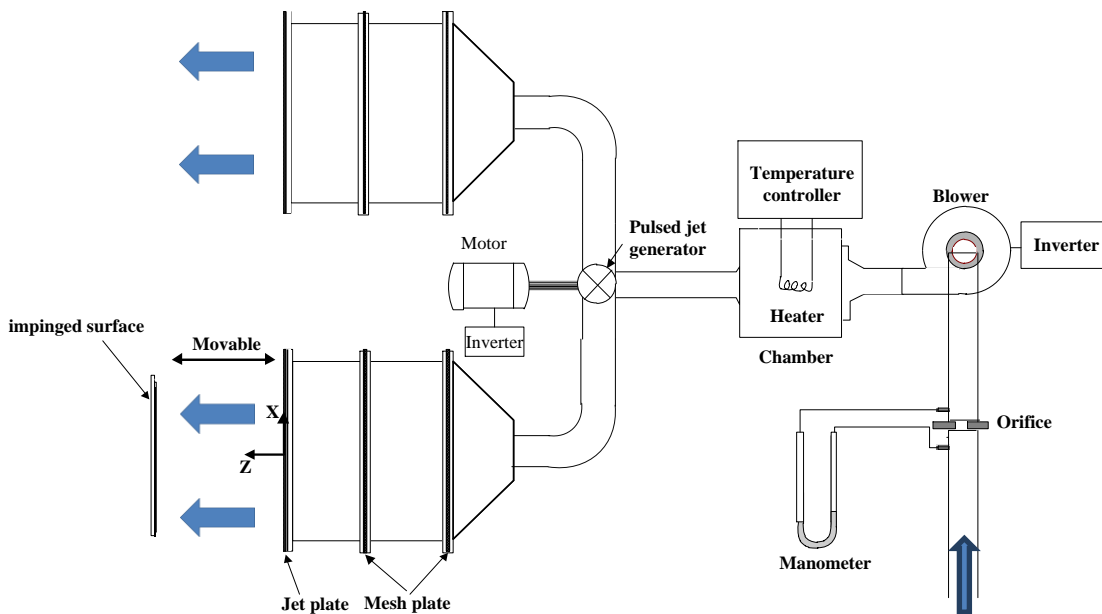 Temperature
controller
Blower
Pulsed jet
generator
Motor
Inverter
Heater
impinged surface
Movable
Inverter
Chamber
X
Orifice
Z
Manometer
Jet plate
Mesh plate